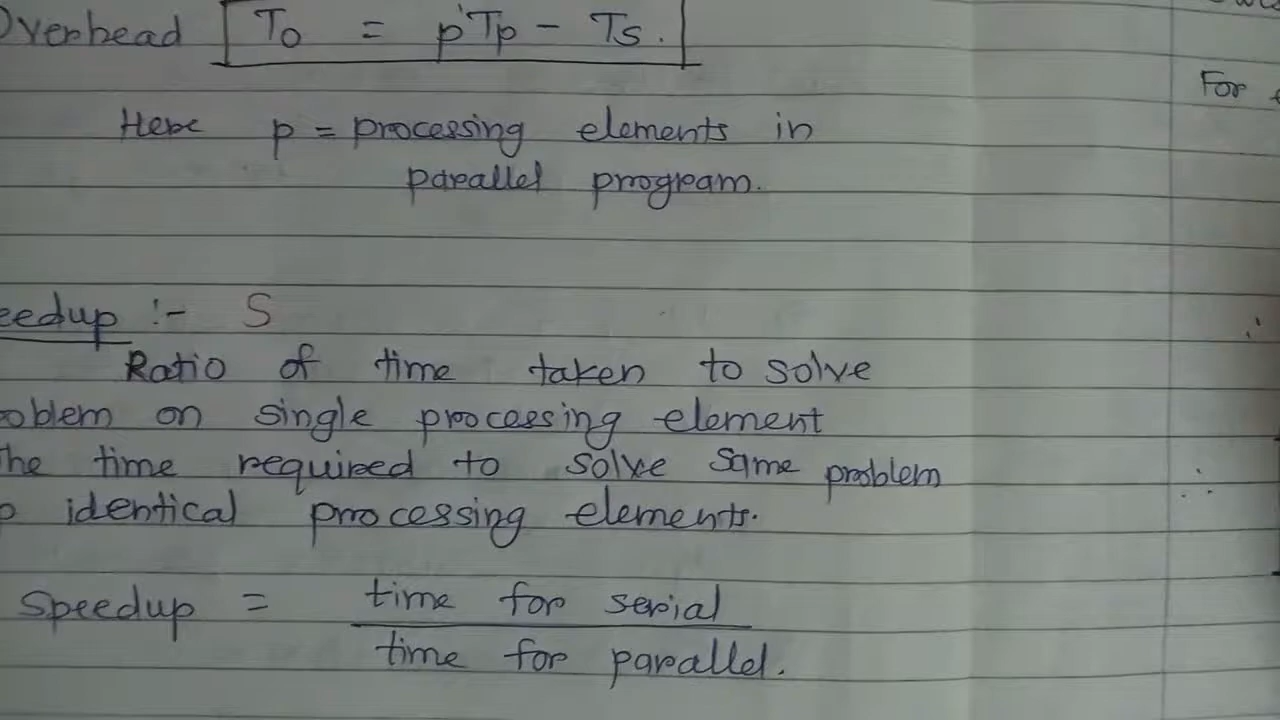 Overhead To = pTp - Ts.
For
Here p = processing elements in
parallel program.
eedup :- S
Ratio of time taken to solve
oblem on single processing element
the time required to solve same problem
p identical processing elements.
Speedup = time for serial
time for parallel.